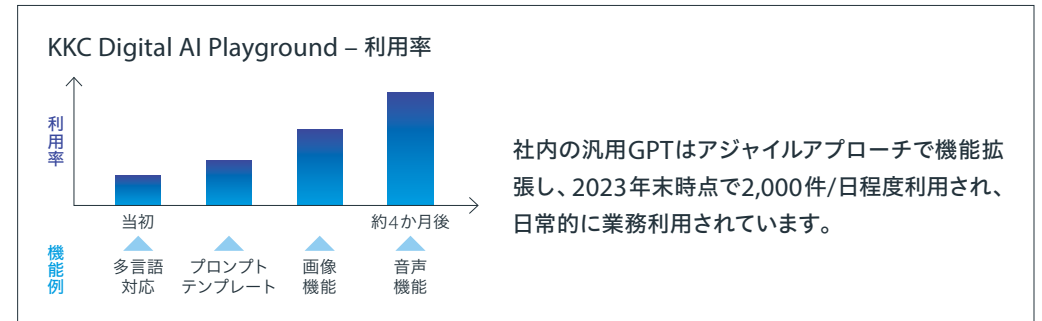 KKC Digital AI Playground – 利用率
利用率
当初
約4か月後
機能例
多言語
対応
プロンプト
テンプレート
画像
機能
音声
機能
社内の汎用GPTはアジャイルアプローチで機能拡
張し、2023年末時点で2,000件/日程度利用され、
日常的に業務利用されています。